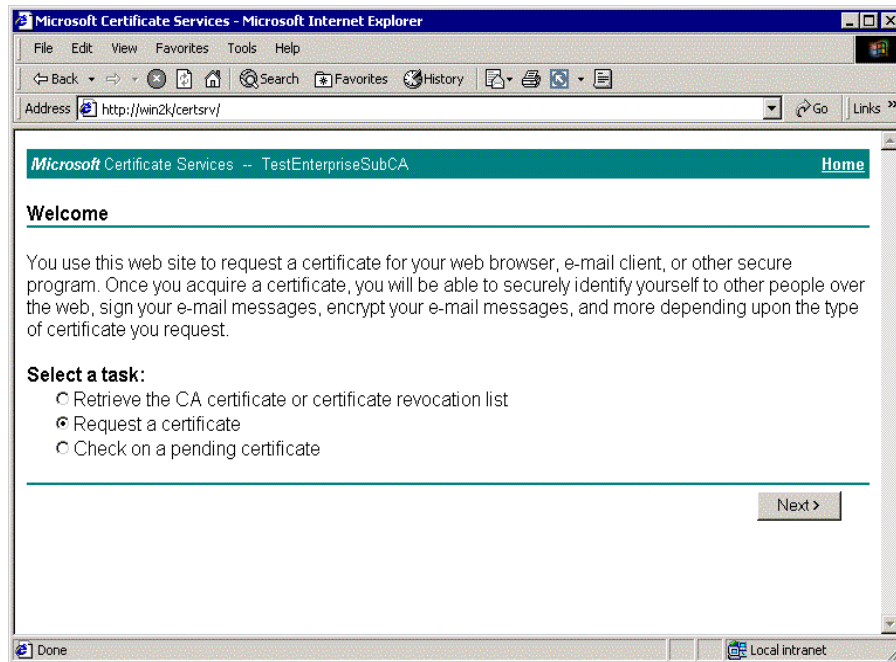 Microsoft Certificate Services - Microsoft Internet Explorer
File Edit View Favorites Tools Help
Back Search Favorites History
Address http://win2k/certsrv/ Go Links »
Microsoft Certificate Services -- TestEnterpriseSubCA Home
Welcome
You use this web site to request a certificate for your web browser, e-mail client, or other secure
program. Once you acquire a certificate, you will be able to securely identify yourself to other people over
the web, sign your e-mail messages, encrypt your e-mail messages, and more depending upon the type
of certificate you request.
Select a task:
Retrieve the CA certificate or certificate revocation list
Request a certificate
Check on a pending certificate
Next >
Done Local intranet